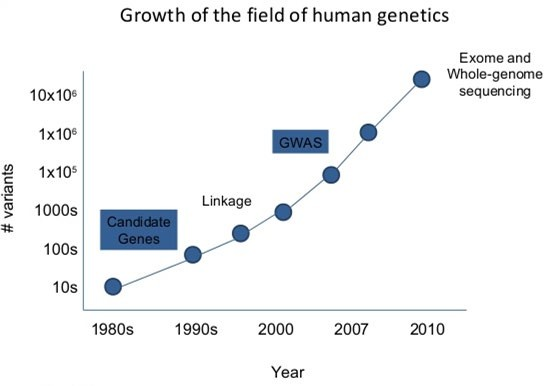 Growth of the field of human genetics
Exome and
Whole-genome
sequencing
10x10⁶
1x10⁶
GWAS
1x10⁵
Linkage
1000s
Candidate
Genes
100s
10s
# variants
1980s 1990s 2000 2007 2010
Year